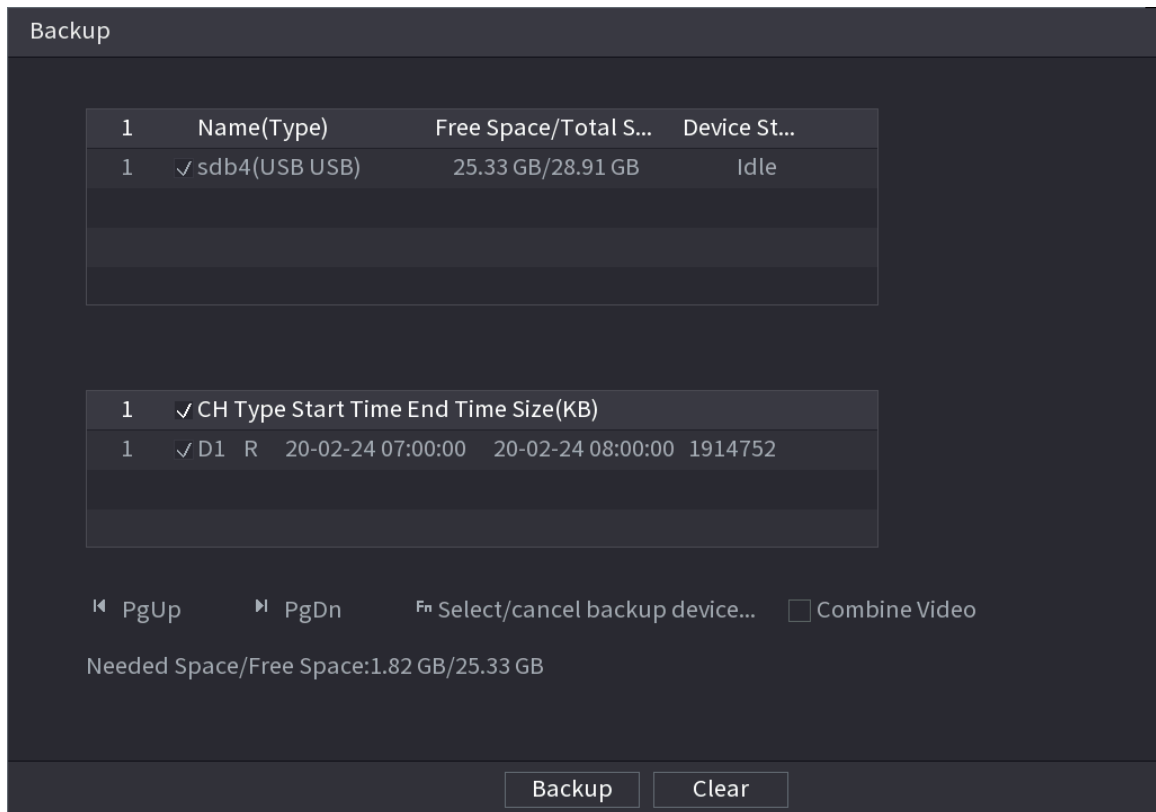 Backup
1 Name(Type) Free Space/Total S... Device St...
1 sdb4(USB USB) 25.33 GB/28.91 GB Idle
1 CH Type Start Time End Time Size(KB)
1 D1 R 20-02-24 07:00:00 20-02-24 08:00:00 1914752
PgUp PgDn Fn Select/cancel backup device... Combine Video
Needed Space/Free Space:1.82 GB/25.33 GB
Backup Clear